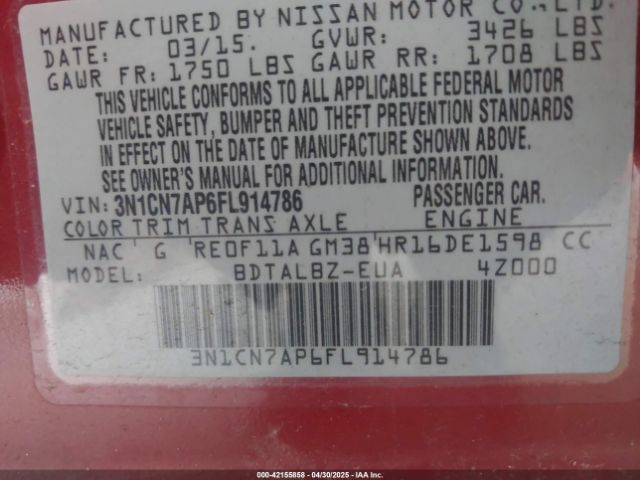 MANUFACTURED BY NISSAN MOTOR CO., LTD.
DATE: 03/15. GVWR: 3426 LBS
GAWR FR: 1750 LBS GAWR RR: 1708 LBS
THIS VEHICLE CONFORMS TO ALL APPLICABLE FEDERAL MOTOR
VEHICLE SAFETY, BUMPER AND THEFT PREVENTION STANDARDS
IN EFFECT ON THE DATE OF MANUFACTURE SHOWN ABOVE.
SEE OWNER'S MANUAL FOR ADDITIONAL INFORMATION.
VIN: 3N1CN7AP6FL914786 PASSENGER CAR.
COLOR TRIM TRANS AXLE ENGINE
NAC G RE0F11A GM38 HR16DE1598 CC
MODEL: BDTALBZ-EUA 4Z000
3N1CN7AP6FL914786
000-42155858 - 04/30/2025 - IAA Inc.